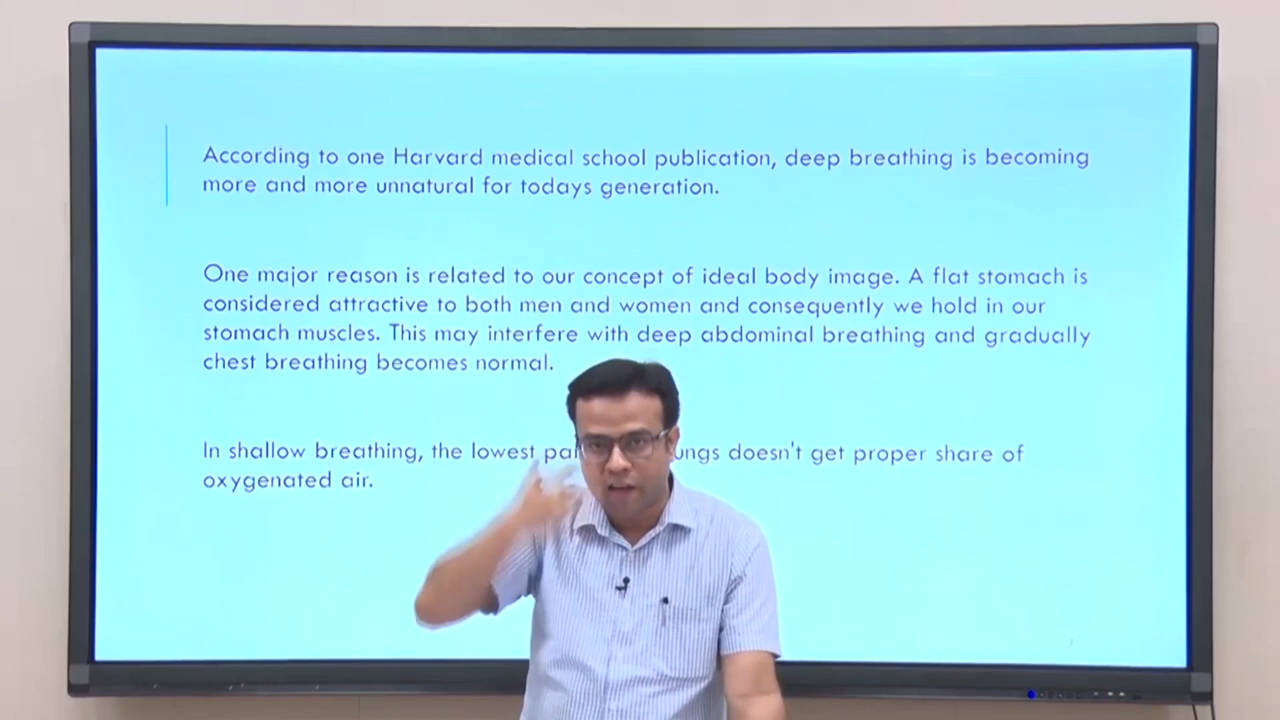 According to one Harvard medical school publication, deep breathing is becoming
more and more unnatural for todays generation.
One major reason is related to our concept of ideal body image. A flat stomach is
considered attractive to both men and women and consequently we hold in our
stomach muscles. This may interfere with deep abdominal breathing and gradually
chest breathing becomes normal.
In shallow breathing, the lowest doesn't get proper share of
oxygenated air.